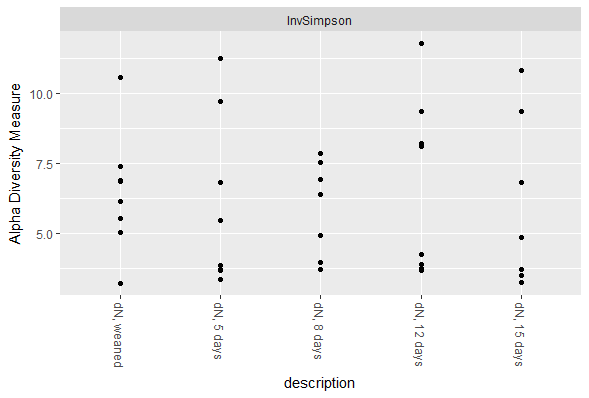 InvSimpson
Alpha Diversity Measure
10.0
7.5
5.0
dN, weaned
dN, 5 days
dN, 8 days
dN, 12 days
dN, 15 days
description